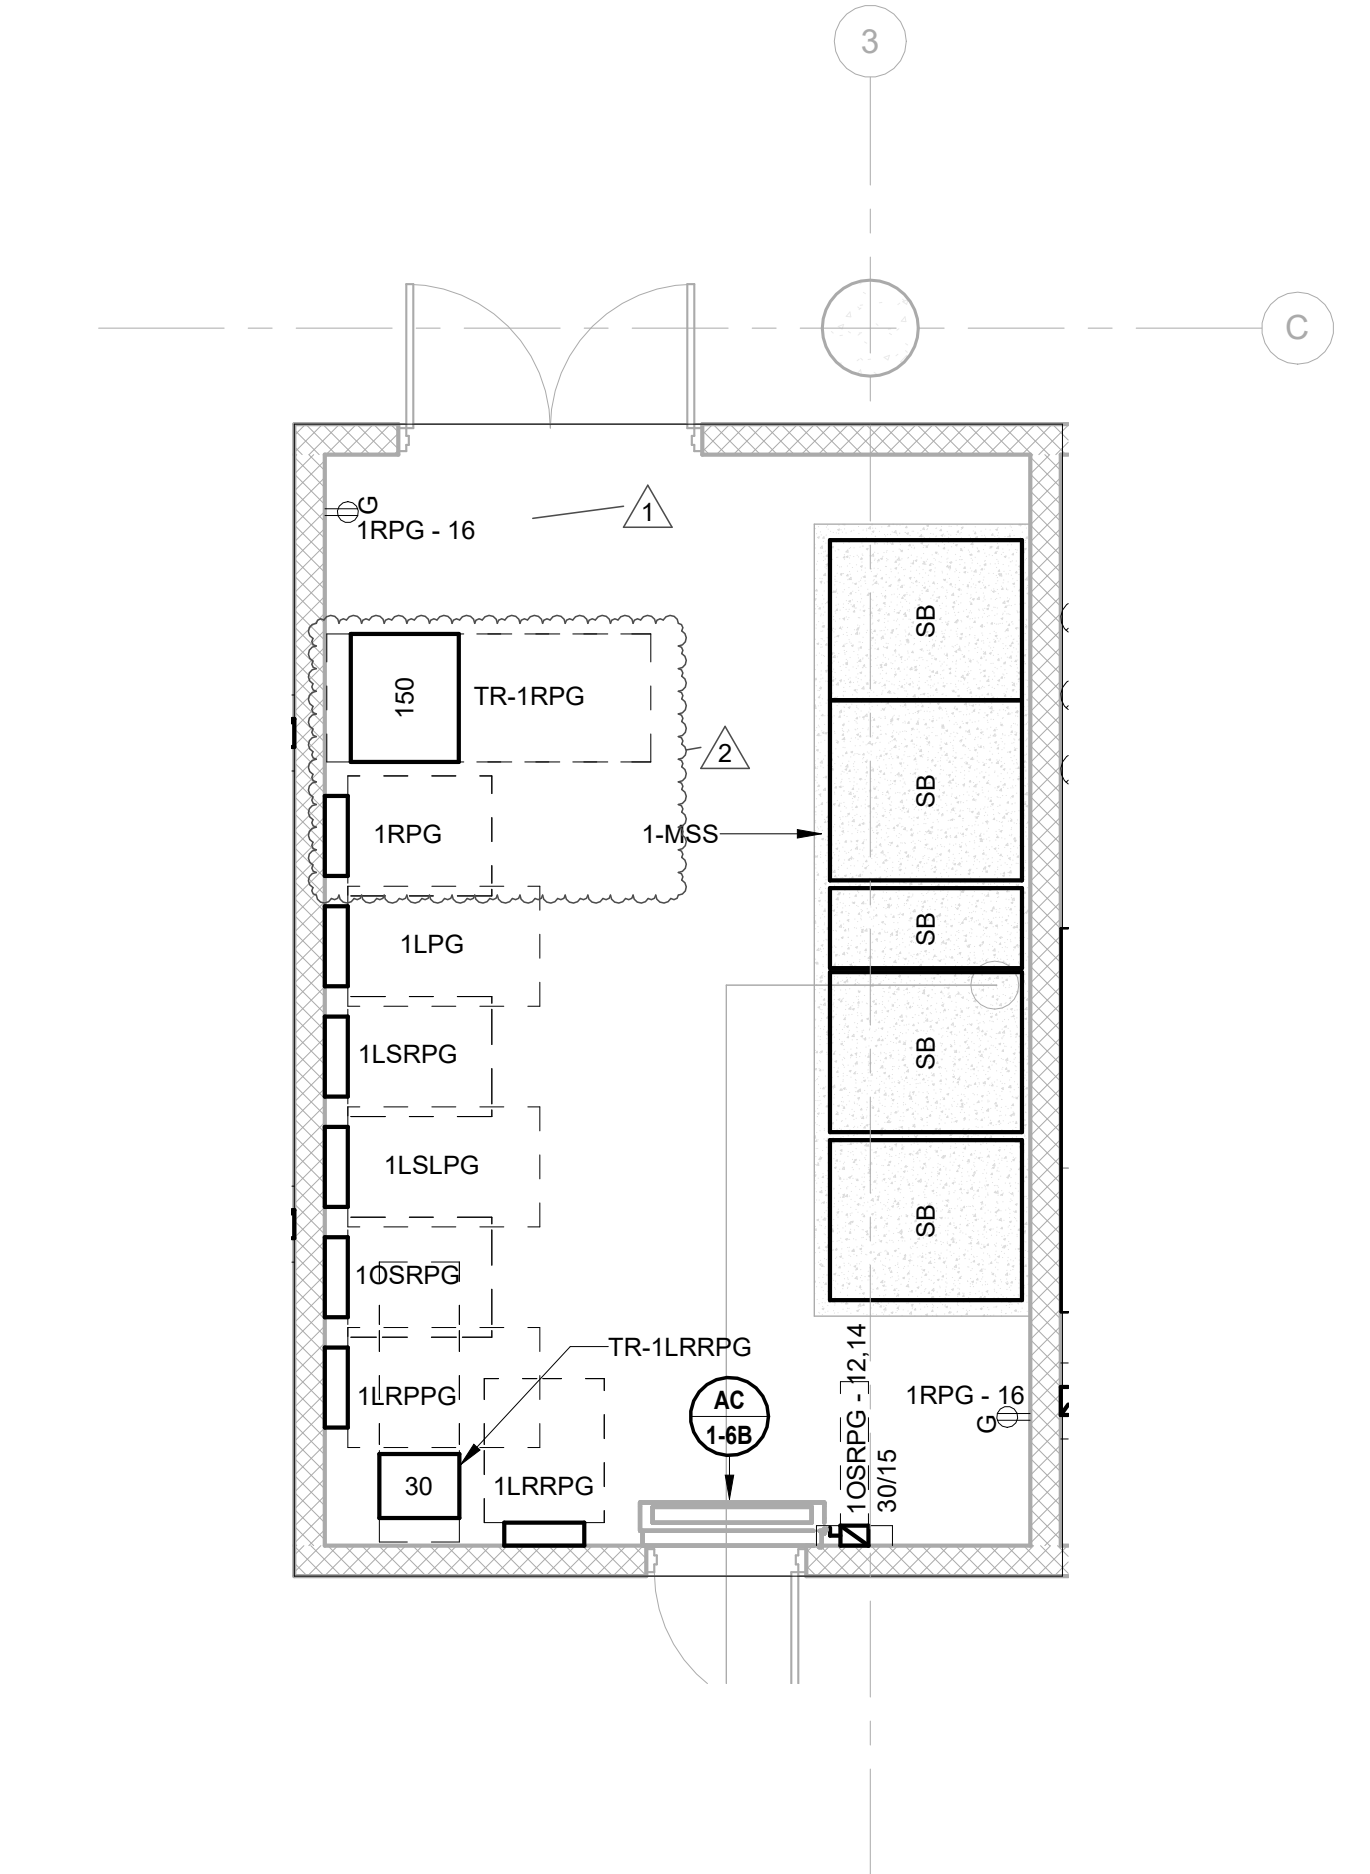 3
C
G
1RPG - 16
1
150
TR-1RPG
2
1RPG
1-MSS
1LPG
1LSRPG
1LSLPG
1OSRPG
1LRPPG
TR-1LRRPG
30
1LRRPG
AC
1-6B
SB
SB
SB
SB
SB
1OSRPG - 12,14
30/15
1RPG - 16
G